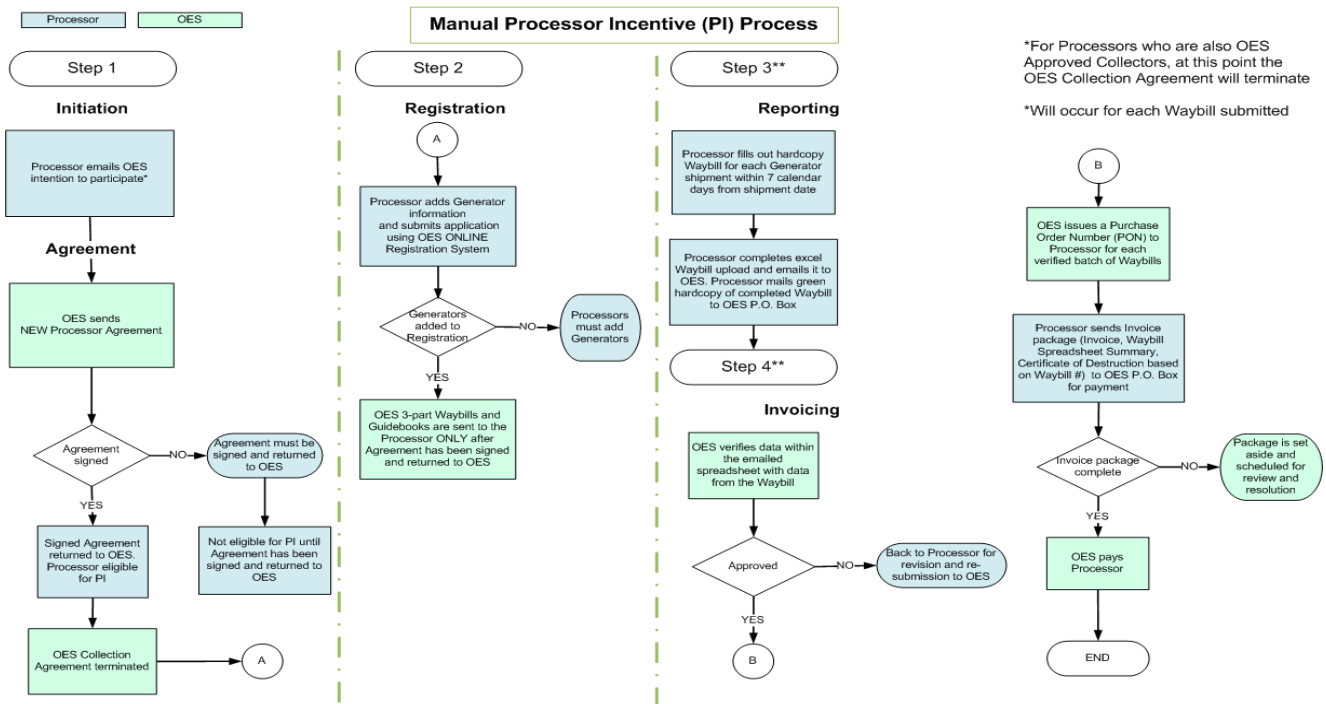 Processor
OES
Manual Processor Incentive (PI) Process
Step 1
Initiation
Processor emails OES
intention to participate*
Agreement
OES sends
NEW Processor Agreement
Agreement
signed
NO
Agreement must be
signed and returned
to OES
YES
Signed Agreement
returned to OES.
Processor eligible
for PI
Not eligible for PI until
Agreement has been
signed and returned to
OES
OES Collection
Agreement terminated
A
Step 2
Registration
A
Processor adds Generator
information
and submits application
using OES ONLINE
Registration System
Generators
added to
Registration
NO
Processors
must add
Generators
YES
OES 3-part Waybills and
Guidebooks are sent to the
Processor ONLY after
Agreement has been signed
and returned to OES
Step 3**
Reporting
Processor fills out hardcopy
Waybill for each Generator
shipment within 7 calendar
days from shipment date
Processor completes excel
Waybill upload and emails it to
OES. Processor mails green
hardcopy of completed Waybill
to OES P.O. Box
Step 4**
Invoicing
OES verifies data within
the emailed
spreadsheet with data
from the Waybill
Approved
NO
Back to Processor for
revision and re-
submission to OES
YES
B
*For Processors who are also OES
Approved Collectors, at this point the
OES Collection Agreement will terminate
*Will occur for each Waybill submitted
B
OES issues a Purchase
Order Number (PON) to
Processor for each
verified batch of Waybills
Processor sends Invoice
package (Invoice, Waybill
Spreadsheet Summary,
Certificate of Destruction based
on Waybill #) to OES P.O. Box
for payment
Invoice package
complete
NO
Package is set
aside and
scheduled for
review and
resolution
YES
OES pays
Processor
END